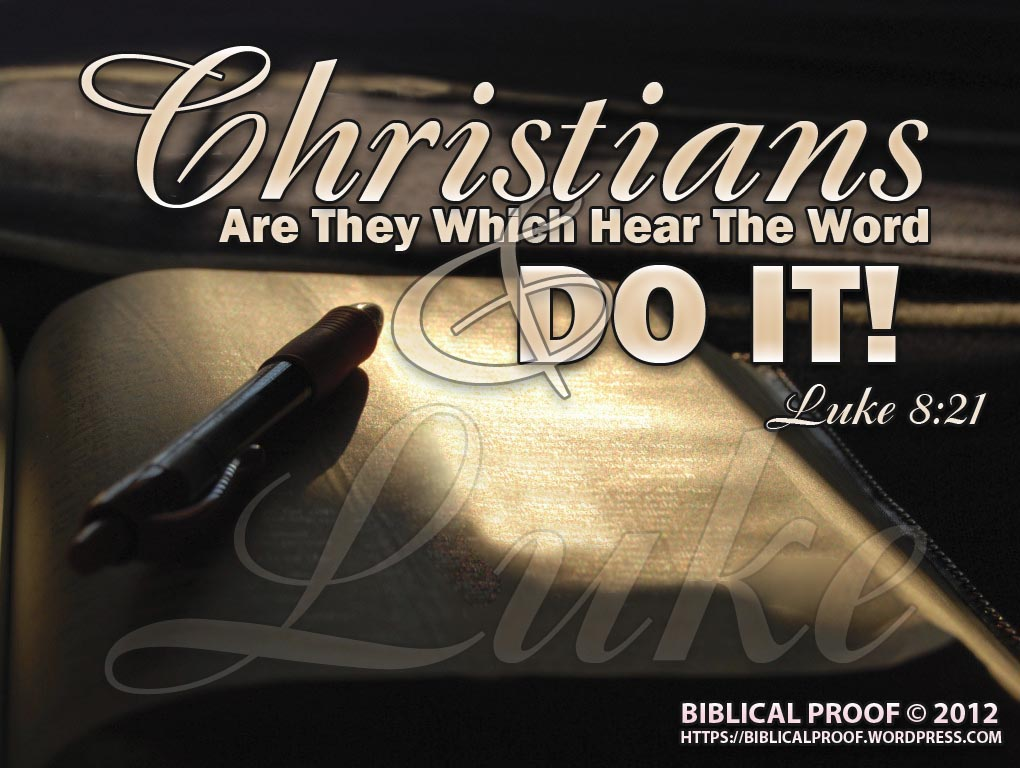 Christians
Are They Which Hear The Word
& DO IT!
Luke 8:21
Luke
BIBLICAL PROOF © 2012
HTTPS://BIBLICALPROOF.WORDPRESS.COM